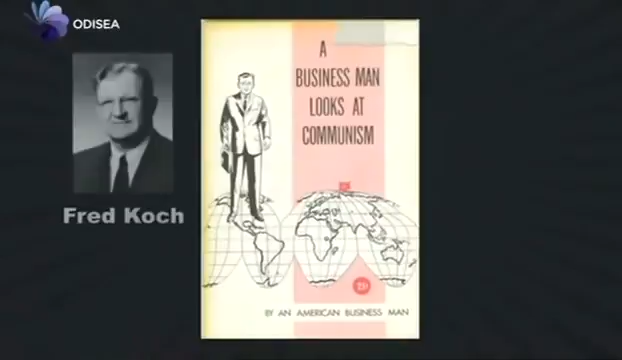 ODISEA
A
BUSINESS MAN
LOOKS AT
COMMUNISM
Fred Koch
25¢
BY AN AMERICAN BUSINESS MAN